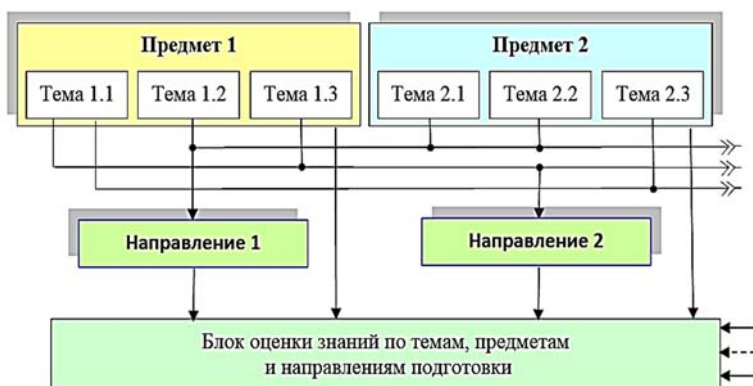 Предмет 1
Предмет 2
Тема 1.1
Тема 1.2
Тема 1.3
Тема 2.1
Тема 2.2
Тема 2.3
Направление 1
Направление 2
Блок оценки знаний по темам, предметам
и направлениям подготовки